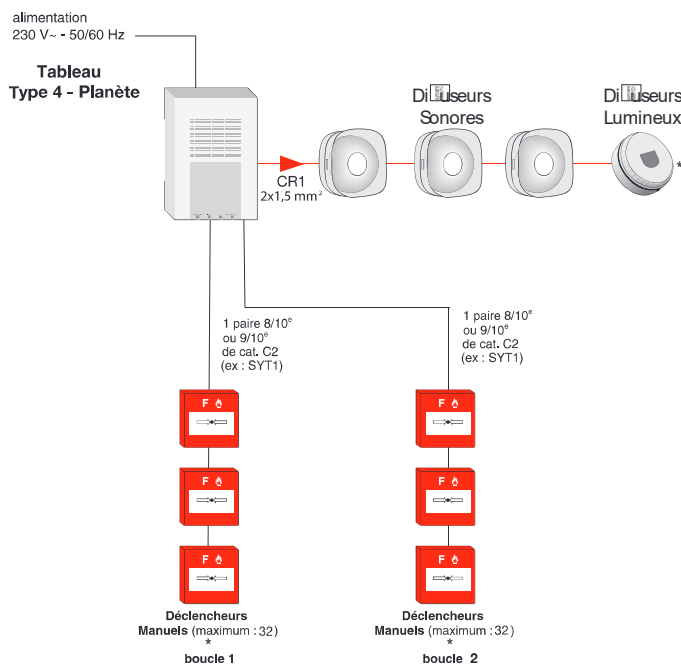 alimentation
230 V~ - 50/60 Hz
Tableau
Type 4 - Planète
Sonores
Lumineux
*
CR1
2x1,5 mm²
1 paire 8/10e
ou 9/10e
de cat. C2
(ex : SYT1)
1 paire 8/10e
ou 9/10e
de cat. C2
(ex : SYT1)
F
F
F
F
F
F
Déclencheurs
Manuels (maximum : 32)
*
boucle 1
Déclencheurs
Manuels (maximum : 32)
*
boucle 2